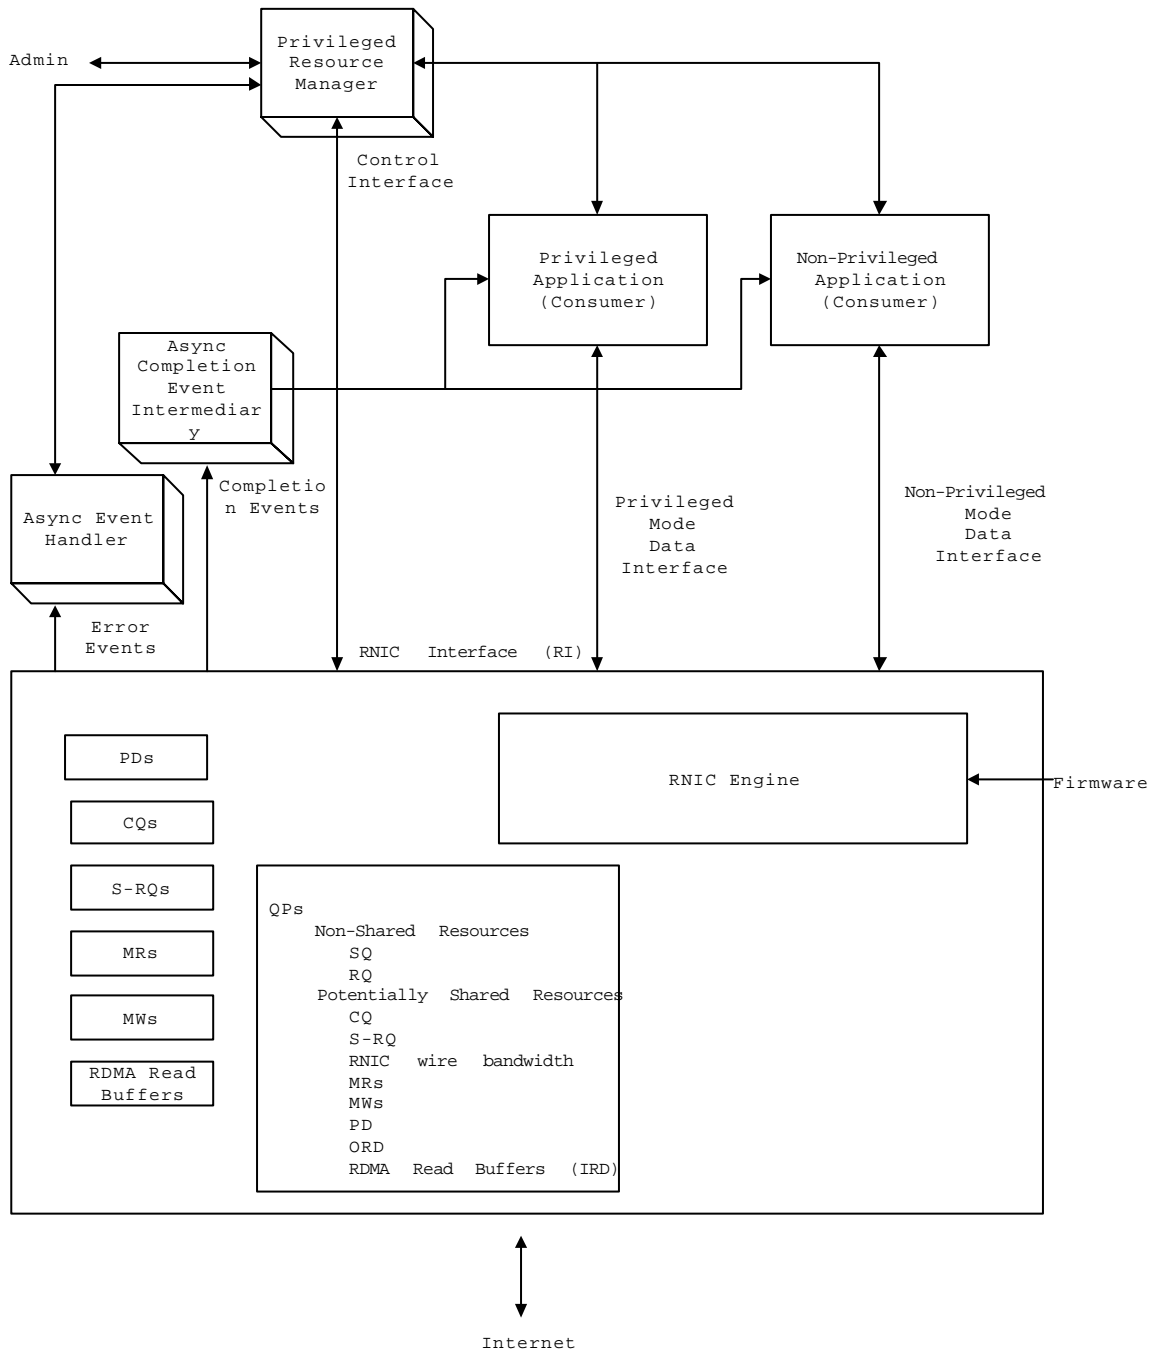 Privileged
Resource
Manager
Admin
Control
Interface
Privileged
Application
(Consumer)
Non-Privileged
Application
(Consumer)
Async
Completion
Event
Intermediar
y
Completio
n Events
Async Event
Handler
Privileged
Mode
Data
Interface
Non-Privileged
Mode
Data
Interface
Error
Events
RNIC Interface (RI)
PDs
CQs
S-RQs
MRs
MWs
RDMA Read
Buffers
RNIC Engine
Firmware
QPs
Non-Shared Resources
SQ
RQ
Potentially Shared Resources
CQ
S-RQ
RNIC wire bandwidth
MRs
MWs
PD
ORD
RDMA Read Buffers (IRD)
Internet